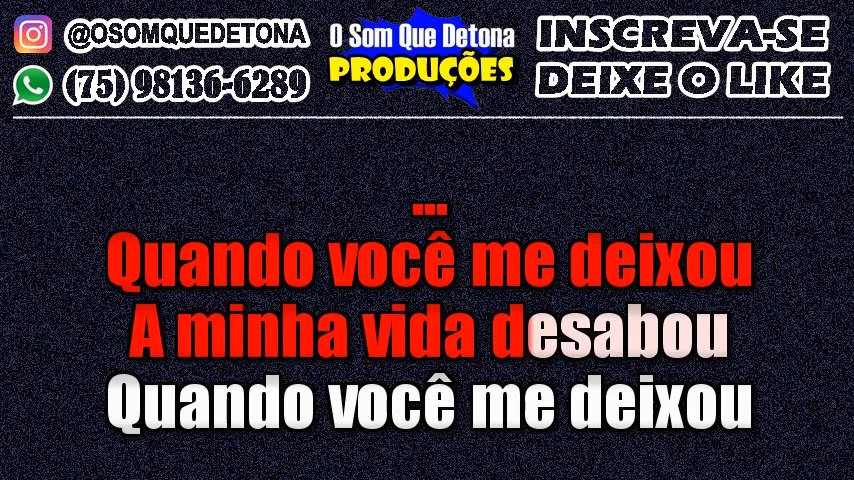 @OSOMQUEDETONA
(75) 98136-6289
O Som Que Detona
PRODUÇÕES
INSCREVA-SE
DEIXE O LIKE
...
Quando você me deixou
A minha vida desabou
Quando você me deixou